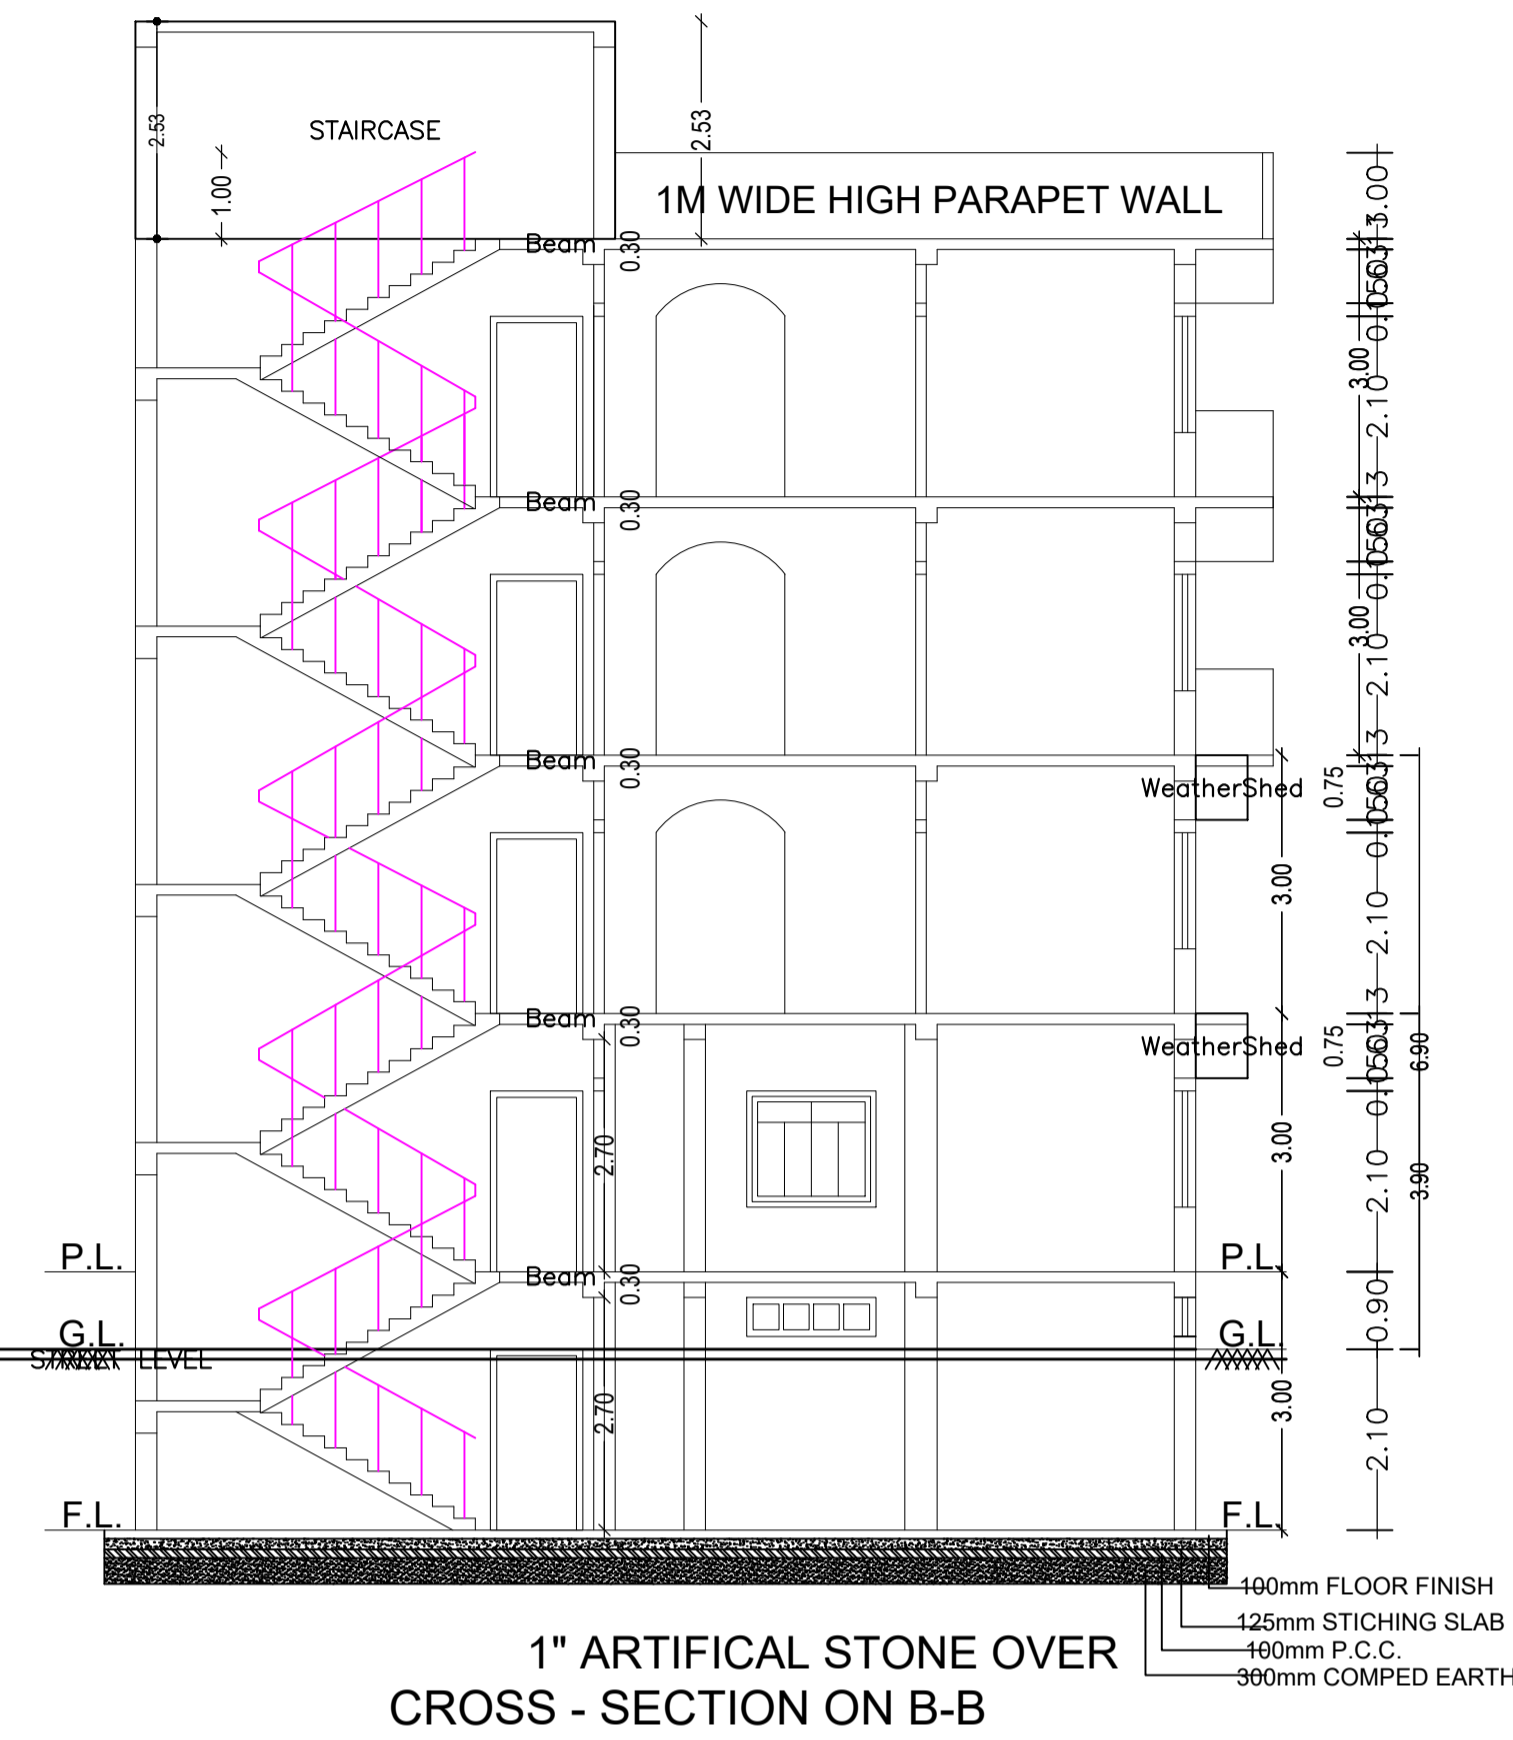 STAIRCASE
2.53
2.53
1.00
1M WIDE HIGH PARAPET WALL
Beam
0.30
3.00
2.10
Beam
0.30
3.00
2.10
Beam
0.30
WeatherShed
0.75
3.00
2.10
Beam
0.30
WeatherShed
0.75
6.90
2.70
3.00
2.10
3.90
P.L.
P.L.
Beam
0.30
0.90
G.L.
G.L.
LEVEL
2.70
3.00
2.10
F.L.
F.L.
100mm FLOOR FINISH
125mm STICHING SLAB
100mm P.C.C.
300mm COMPED EARTH
1" ARTIFICAL STONE OVER
CROSS - SECTION ON B-B